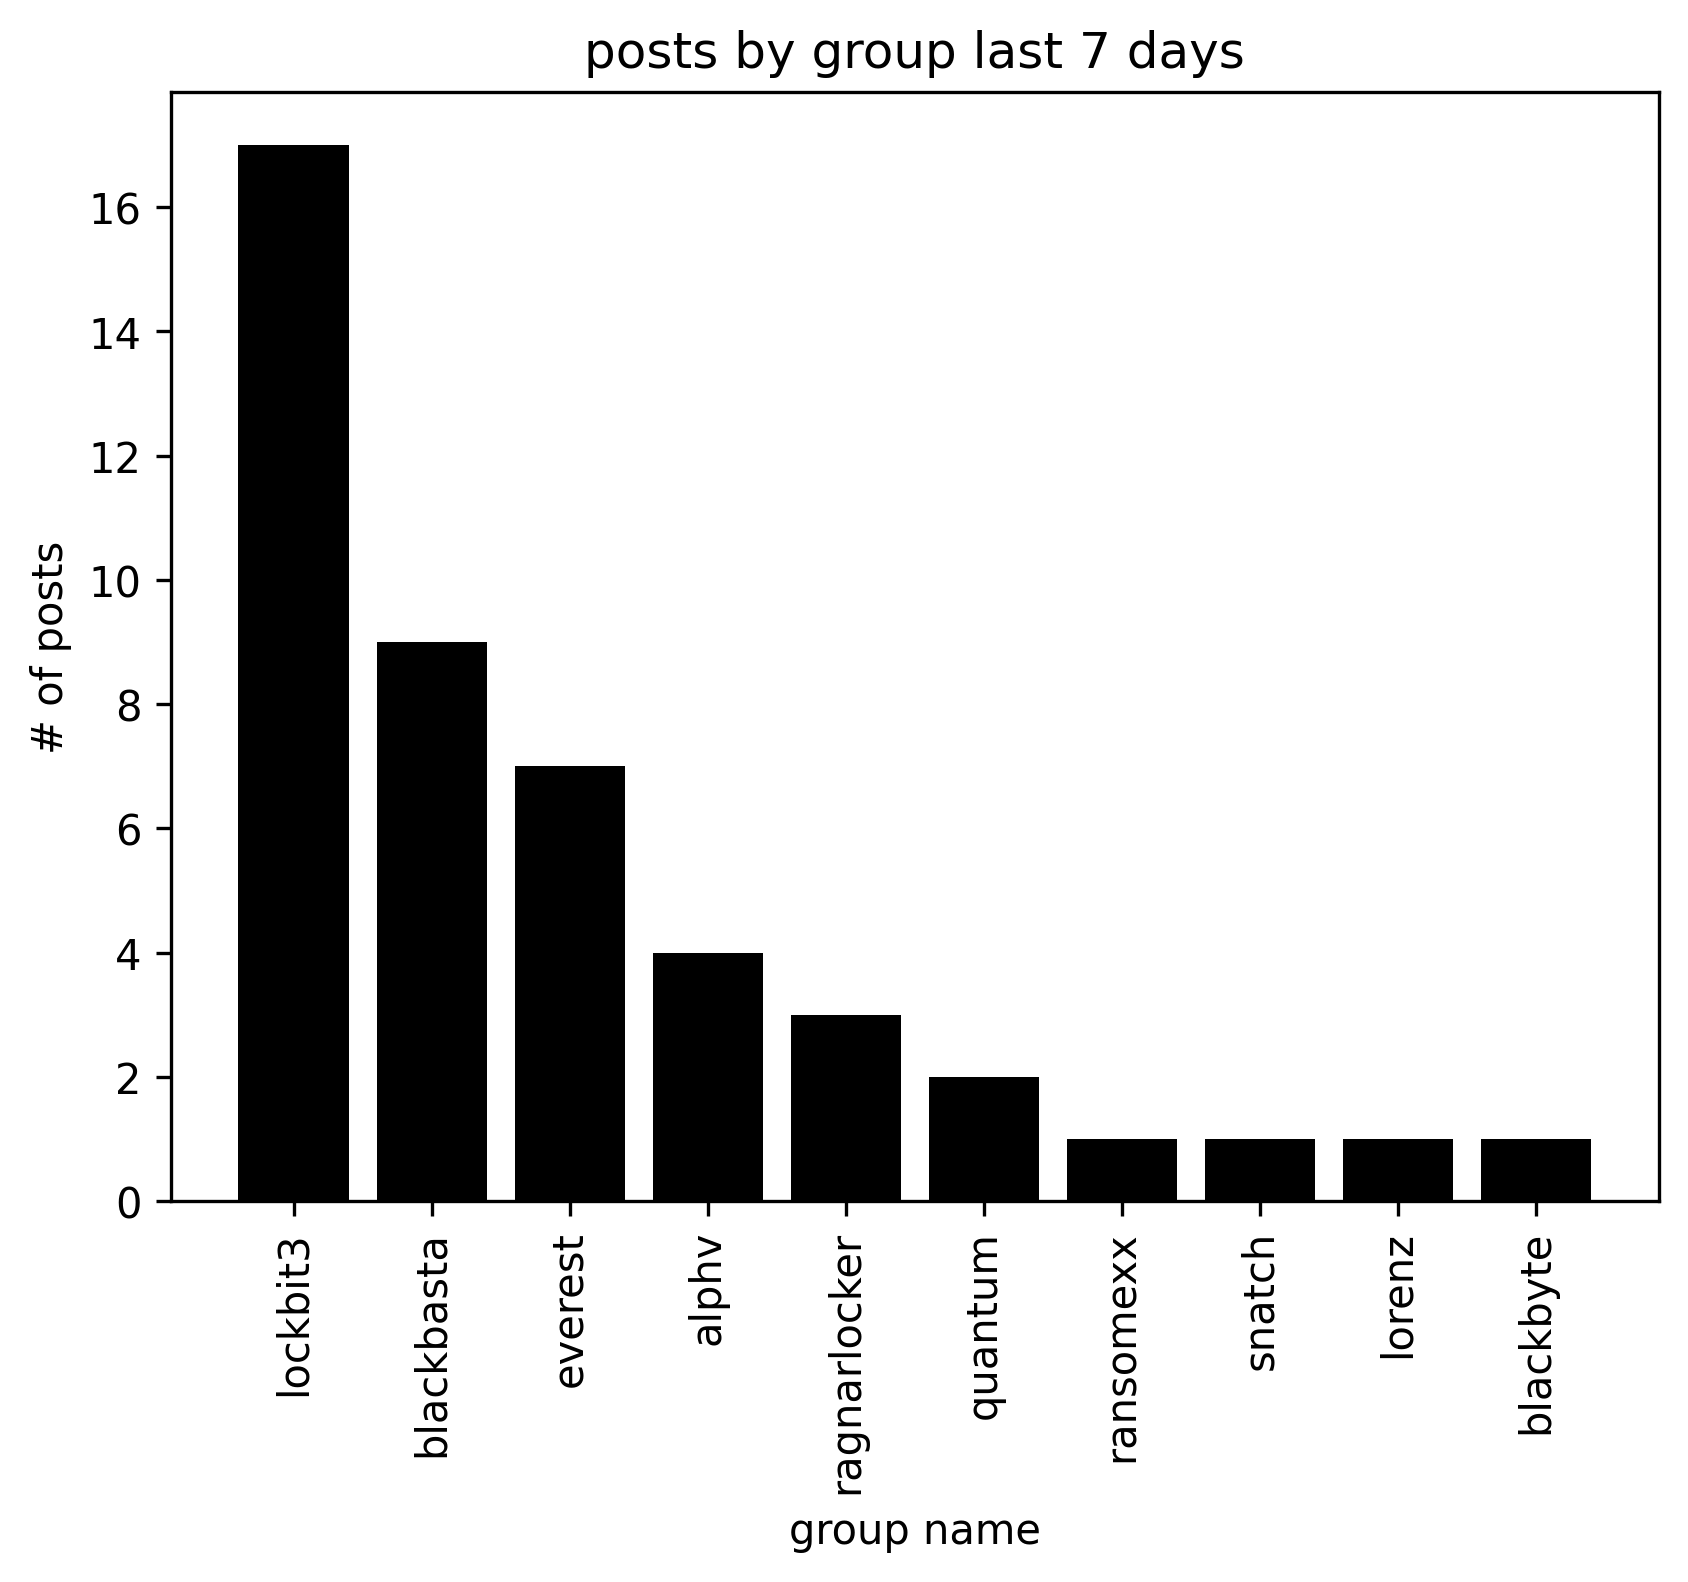 posts by group last 7 days
# of posts
16
14
12
10
8
6
4
2
0
lockbit3
blackbasta
everest
alphv
ragnarlocker
quantum
ransomexx
snatch
lorenz
blackbyte
group name